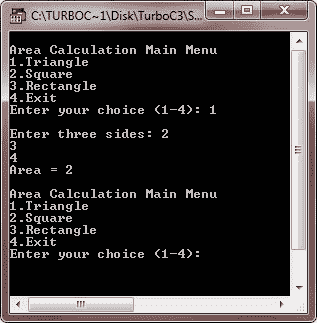 C:\TURBOC~1\Disk\TurboC3\S...
Area Calculation Main Menu
1.Triangle
2.Square
3.Rectangle
4.Exit
Enter your choice (1-4): 1
Enter three sides: 2
3
4
Area = 2
Area Calculation Main Menu
1.Triangle
2.Square
3.Rectangle
4.Exit
Enter your choice (1-4):